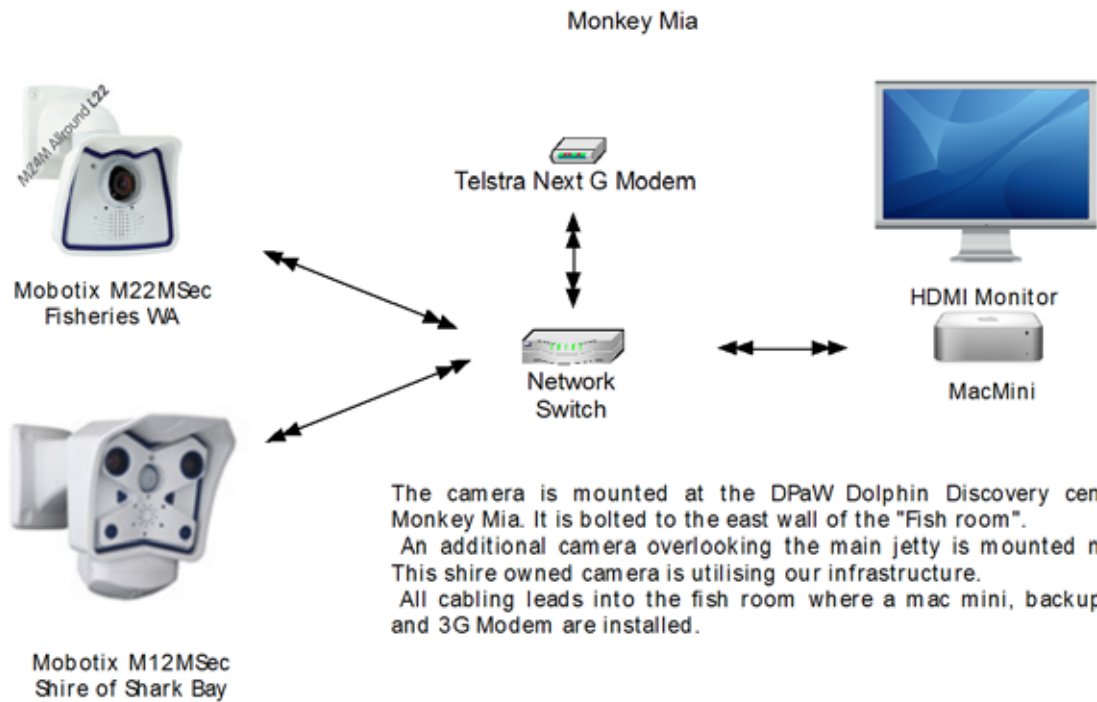 Monkey Mia
M24M Allround L22
Telstra Next G Modem
Mobotix M22MSec
Fisheries WA
HDMI Monitor
Network
Switch
MacMini
The camera is mounted at the DPaW Dolphin Discovery cen
Monkey Mia. It is bolted to the east wall of the "Fish room".
An additional camera overlooking the main jetty is mounted n
This shire owned camera is utilising our infrastructure.
All cabling leads into the fish room where a mac mini, backup
and 3G Modem are installed.
Mobotix M12MSec
Shire of Shark Bay